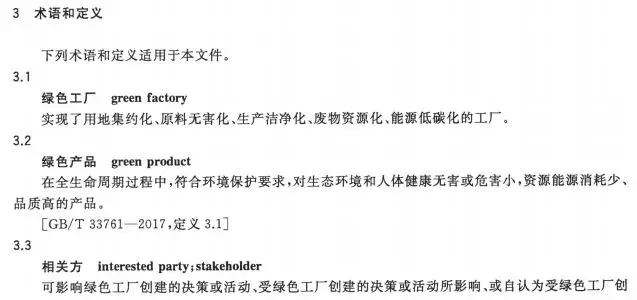 3 术语和定义
下列术语和定义适用于本文件。
3.1
绿色工厂 green factory
实现了用地集约化、原料无害化、生产洁净化、废物资源化、能源低碳化的工厂。
3.2
绿色产品 green product
在全生命周期过程中,符合环境保护要求,对生态环境和人体健康无害或危害小,资源能源消耗少、
品质高的产品。
[GB/T 33761—2017,定义 3.1]
3.3
相关方 interested party;stakeholder
可影响绿色工厂创建的决策或活动、受绿色工厂创建的决策或活动所影响、或自认为受绿色工厂创